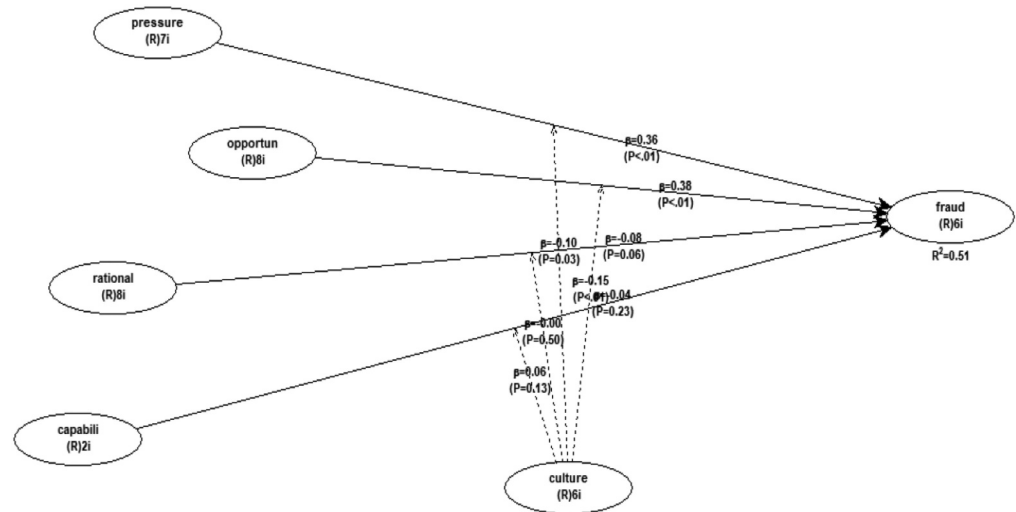 pressure
(R)7i
opportun
(R)8i
rational
(R)8i
capabili
(R)2i
culture
(R)6i
fraud
(R)6i
R²=0.51
β=0.36
(P<.01)
β=0.38
(P<.01)
β=-0.08
(P=0.06)
β=-0.10
(P=0.03)
β=-0.15
(P<.01)
β=-0.04
(P=0.23)
β=-0.00
(P=0.50)
β=0.06
(P=0.13)